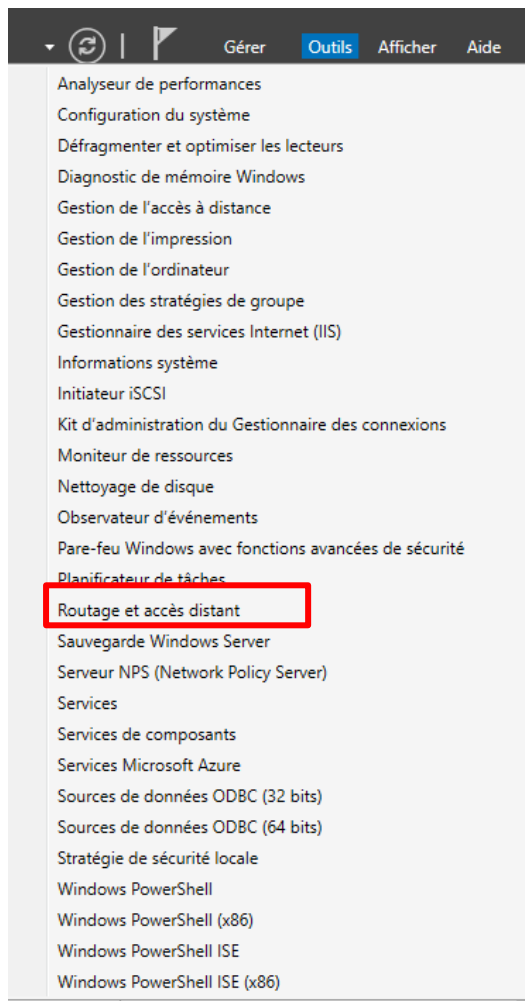 Gérer Outils Afficher Aide
Analyseur de performances
Configuration du système
Défragmenter et optimiser les lecteurs
Diagnostic de mémoire Windows
Gestion de l'accès à distance
Gestion de l'impression
Gestion de l'ordinateur
Gestion des stratégies de groupe
Gestionnaire des services Internet (IIS)
Informations système
Initiateur iSCSI
Kit d'administration du Gestionnaire des connexions
Moniteur de ressources
Nettoyage de disque
Observateur d'événements
Pare-feu Windows avec fonctions avancées de sécurité
Planificateur de tâches
Routage et accès distant
Sauvegarde Windows Server
Serveur NPS (Network Policy Server)
Services
Services de composants
Services Microsoft Azure
Sources de données ODBC (32 bits)
Sources de données ODBC (64 bits)
Stratégie de sécurité locale
Windows PowerShell
Windows PowerShell (x86)
Windows PowerShell ISE
Windows PowerShell ISE (x86)